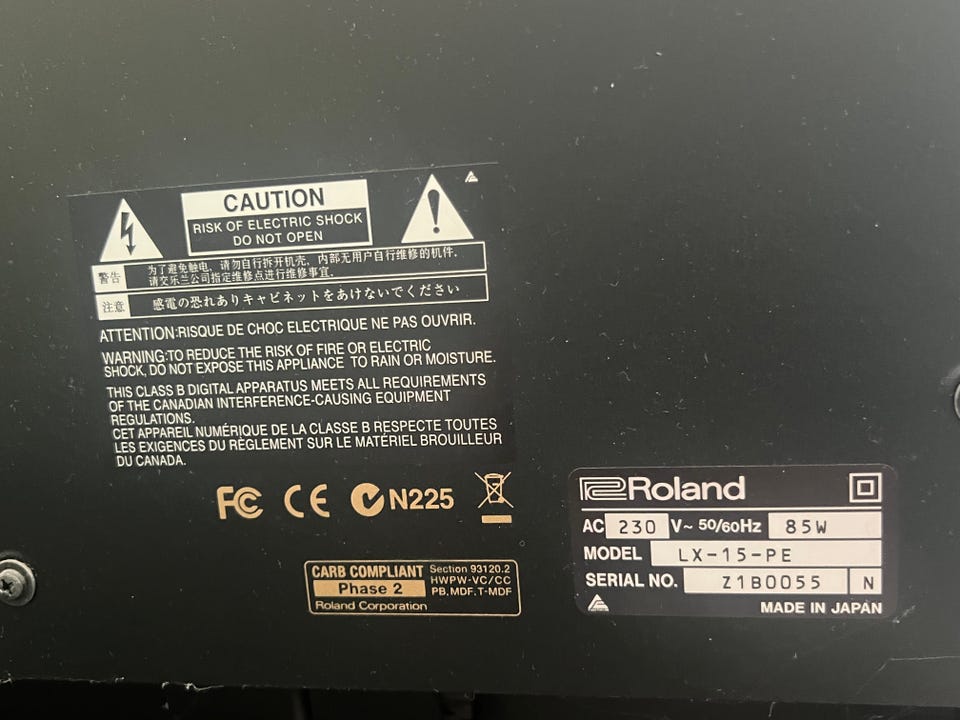 CAUTION
RISK OF ELECTRIC SHOCK
DO NOT OPEN
警告
为了避免触电，请勿自行拆开机壳，内部无用户自行维修的机件.
请交乐兰公司指定维修点进行维修事宜.
注意
感電の恐れありキャビネットをあけないでください
ATTENTION:RISQUE DE CHOC ELECTRIQUE NE PAS OUVRIR.
WARNING:TO REDUCE THE RISK OF FIRE OR ELECTRIC
SHOCK, DO NOT EXPOSE THIS APPLIANCE TO RAIN OR MOISTURE.
THIS CLASS B DIGITAL APPARATUS MEETS ALL REQUIREMENTS
OF THE CANADIAN INTERFERENCE-CAUSING EQUIPMENT
REGULATIONS.
CET APPAREIL NUMÉRIQUE DE LA CLASSE B RESPECTE TOUTES
LES EXIGENCES DU RÈGLEMENT SUR LE MATÉRIEL BROUILLEUR
DU CANADA.
FC CE N225
CARB COMPLIANT
Phase 2
Roland Corporation
Section 93120.2
HWPW-VC/CC
PB,MDF,T-MDF
Roland
AC 230 V~ 50/60Hz 85W
MODEL LX-15-PE
SERIAL NO. Z1B0055 N
MADE IN JAPAN